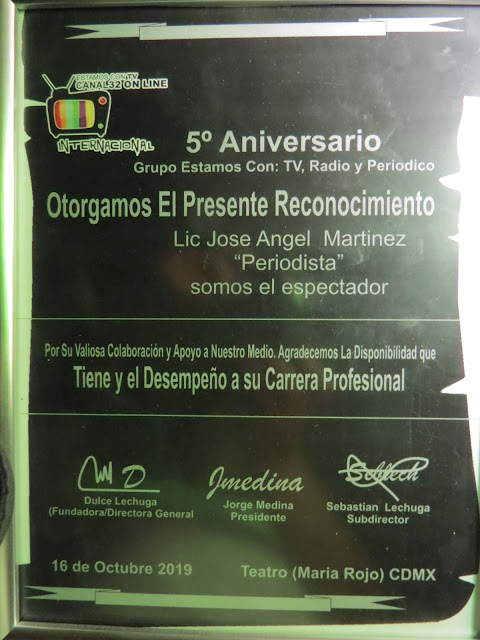 ESTAMOS CON TV
CANAL32 ON LINE
INTERNACIONAL
5º Aniversario
Grupo Estamos Con: TV, Radio y Periodico
Otorgamos El Presente Reconocimiento
Lic Jose Angel Martinez
“Periodista”
somos el espectador
Por Su Valiosa Colaboración y Apoyo a Nuestro Medio. Agradecemos La Disponibilidad que
Tiene y el Desempeño a su Carrera Profesional
Jmedina
Dulce Lechuga
(Fundadora/Directora General
Jorge Medina
Presidente
Sebastian Lechuga
Subdirector
16 de Octubre 2019
Teatro (Maria Rojo) CDMX